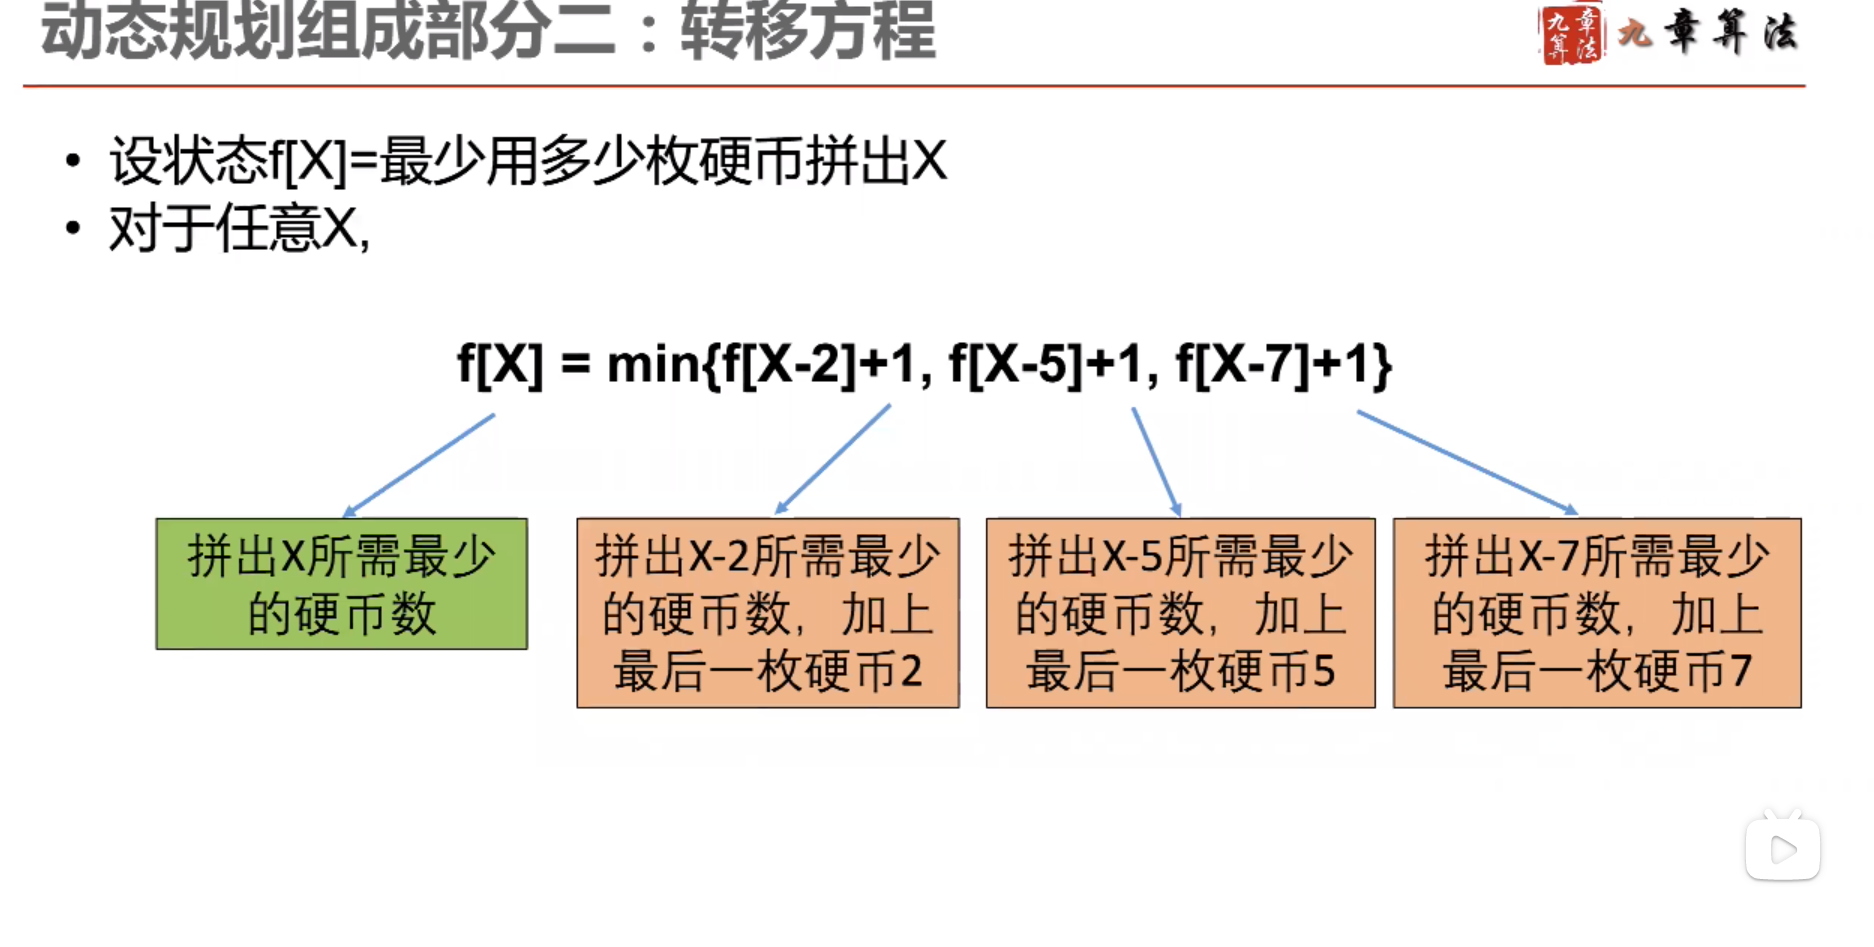 动态规划组成部分二：转移方程
九章算法
九章算法
• 设状态f[X]=最少用多少枚硬币拼出X
• 对于任意X,
f[X] = min{f[X-2]+1, f[X-5]+1, f[X-7]+1}
拼出X所需最少
的硬币数
拼出X-2所需最少
的硬币数，加上
最后一枚硬币2
拼出X-5所需最少
的硬币数，加上
最后一枚硬币5
拼出X-7所需最少
的硬币数，加上
最后一枚硬币7